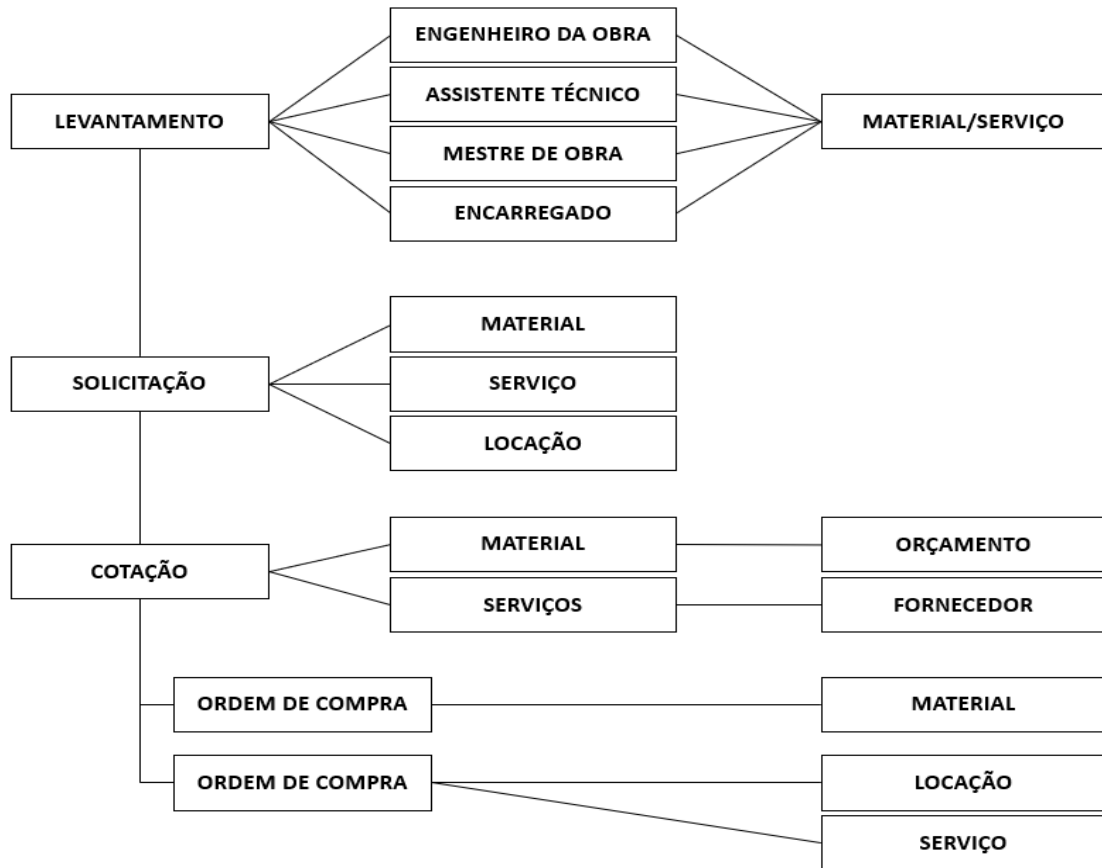 ENGENHEIRO DA OBRA
ASSISTENTE TÉCNICO
LEVANTAMENTO
MATERIAL/SERVIÇO
MESTRE DE OBRA
ENCARREGADO
MATERIAL
SOLICITAÇÃO
SERVIÇO
LOCAÇÃO
MATERIAL
ORÇAMENTO
COTAÇÃO
SERVIÇOS
FORNECEDOR
ORDEM DE COMPRA
MATERIAL
ORDEM DE COMPRA
LOCAÇÃO
SERVIÇO